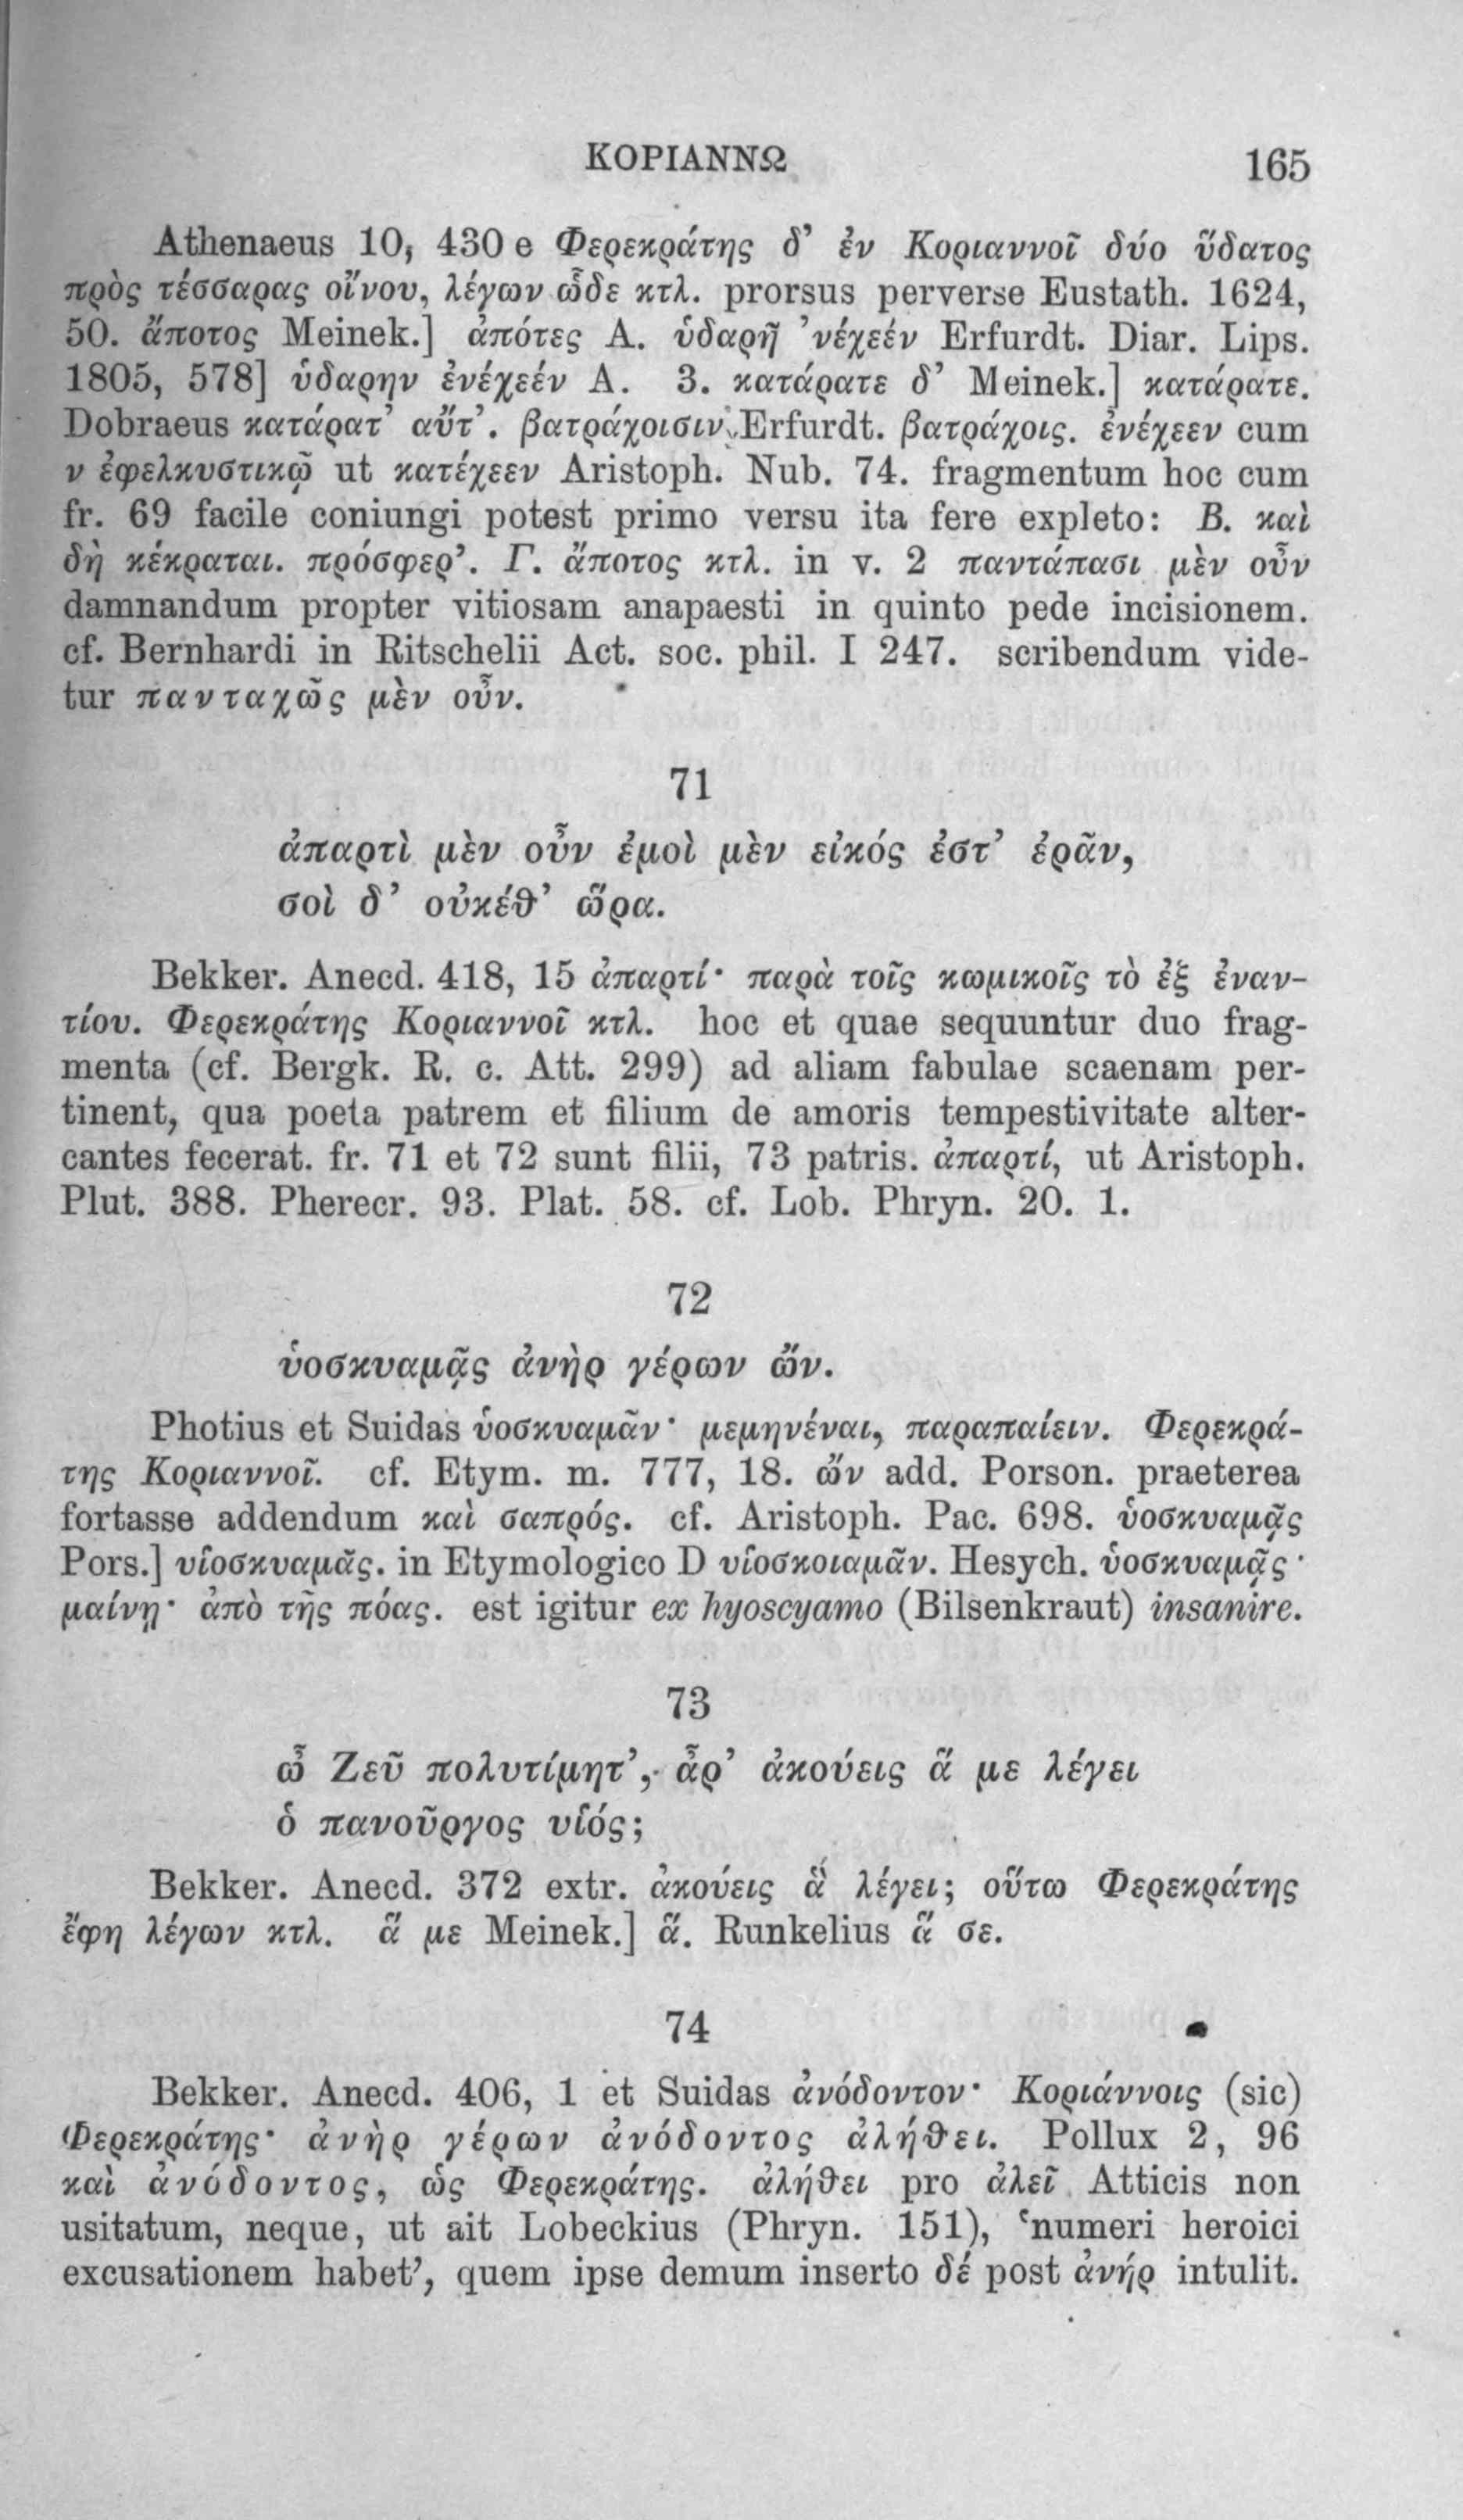 ΚΟΡΙΑΝΝΩ 165
Athenaeus 10, 430 e Φερεκράτης δ’ ἐν Κοριαννοῖ δύο ὕδατος
πρὸς τέσσαρας οἴνου, λέγων ὧδε κτλ. prorsus perverse Eustath. 1624,
50. ἄποτος Meinek.] ἀπότες A. ὑδαρῆ ’νέχεέν Erfurdt. Diar. Lips.
1805, 578] ὑδαρην ἐνέχεέν A. 3. κατάρατε δ’ Meinek.] κατάρατε.
Dobraeus κατάρατ’ αὔτ’. βατράχοισιν Erfurdt. βατράχοις. ἐνέχεεν cum
ν ἐφελκυστικῷ ut κατέχεεν Aristoph. Nub. 74. fragmentum hoc cum
fr. 69 facile coniungi potest primo versu ita fere expleto: Β. καὶ
δὴ κέκραται. πρόσφερ’. Γ. ἄποτος κτλ. in v. 2 παντάπασι μὲν οὖν
damnandum propter vitiosam anapaesti in quinto pede incisionem.
cf. Bernhardi in Ritschelii Act. soc. phil. I 247. scribendum vide-
tur πανταχῶς μὲν οὖν.
71
ἀπαρτὶ μὲν οὖν ἐμοὶ μὲν εἰκός ἐστ’ ἐρᾶν,
σοὶ δ’ οὐκέθ’ ὥρα.
Bekker. Anecd. 418, 15 ἀπαρτί· παρὰ τοῖς κωμικοῖς τὸ ἐξ ἐναν-
τίου. Φερεκράτης Κοριαννοῖ κτλ. hoc et quae sequuntur duo frag-
menta (cf. Bergk. R. c. Att. 299) ad aliam fabulae scaenam per-
tinent, qua poeta patrem et filium de amoris tempestivitate alter-
cantes fecerat. fr. 71 et 72 sunt filii, 73 patris. ἀπαρτί, ut Aristoph.
Plut. 388. Pherecr. 93. Plat. 58. cf. Lob. Phryn. 20. 1.
72
ὑοσκυαμᾷς ἀνὴρ γέρων ὤν.
Photius et Suidas ὑοσκυαμᾶν· μεμηνέναι, παραπαίειν. Φερεκρά-
της Κοριαννοῖ. cf. Etym. m. 777, 18. ὤν add. Porson. praeterea
fortasse addendum καὶ σαπρός. cf. Aristoph. Pac. 698. ὑοσκυαμᾷς
Pors.] υἱοσκυαμᾶς. in Etymologico D υἱοσκοιαμᾶν. Hesych. ὑοσκυαμᾷς·
μαίνῃ· ἀπὸ τῆς πόας. est igitur ex hyoscyamo (Bilsenkraut) insanire.
73
ὦ Ζεῦ πολυτίμητ’, ἆρ’ ἀκούεις ἅ με λέγει
ὁ πανοῦργος υἱός;
Bekker. Anecd. 372 extr. ἀκούεις ἃ λέγει; οὕτω Φερεκράτης
ἔφη λέγων κτλ. ἅ με Meinek.] ἅ. Runkelius ἅ σε.
74
Bekker. Anecd. 406, 1 et Suidas ἀνόδοντον· Κοριάννοις (sic)
Φερεκράτης· ἀνὴρ γέρων ἀνόδοντος ἀλήθει. Pollux 2, 96
καὶ ἀνόδοντος, ὡς Φερεκράτης. ἀλήθει pro ἀλεῖ Atticis non
usitatum, neque, ut ait Lobeckius (Phryn. 151), ‘numeri heroici
excusationem habet’, quem ipse demum inserto δέ post ἀνήρ intulit.